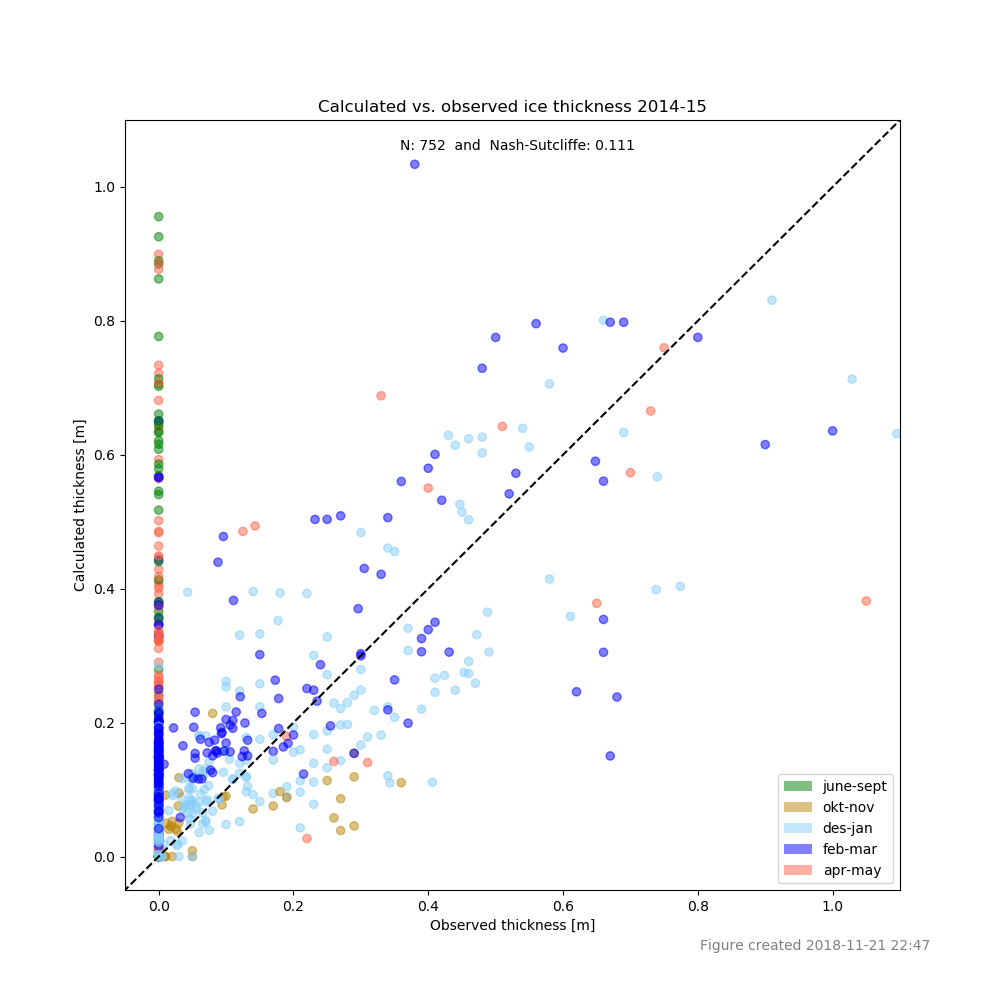 Calculated vs. observed ice thickness 2014-15
N: 752  and  Nash-Sutcliffe: 0.111
1.0
0.8
0.6
0.4
0.2
0.0
Calculated thickness [m]
june-sept
okt-nov
des-jan
feb-mar
apr-may
0.0 0.2 0.4 0.6 0.8 1.0
Observed thickness [m]
Figure created 2018-11-21 22:47